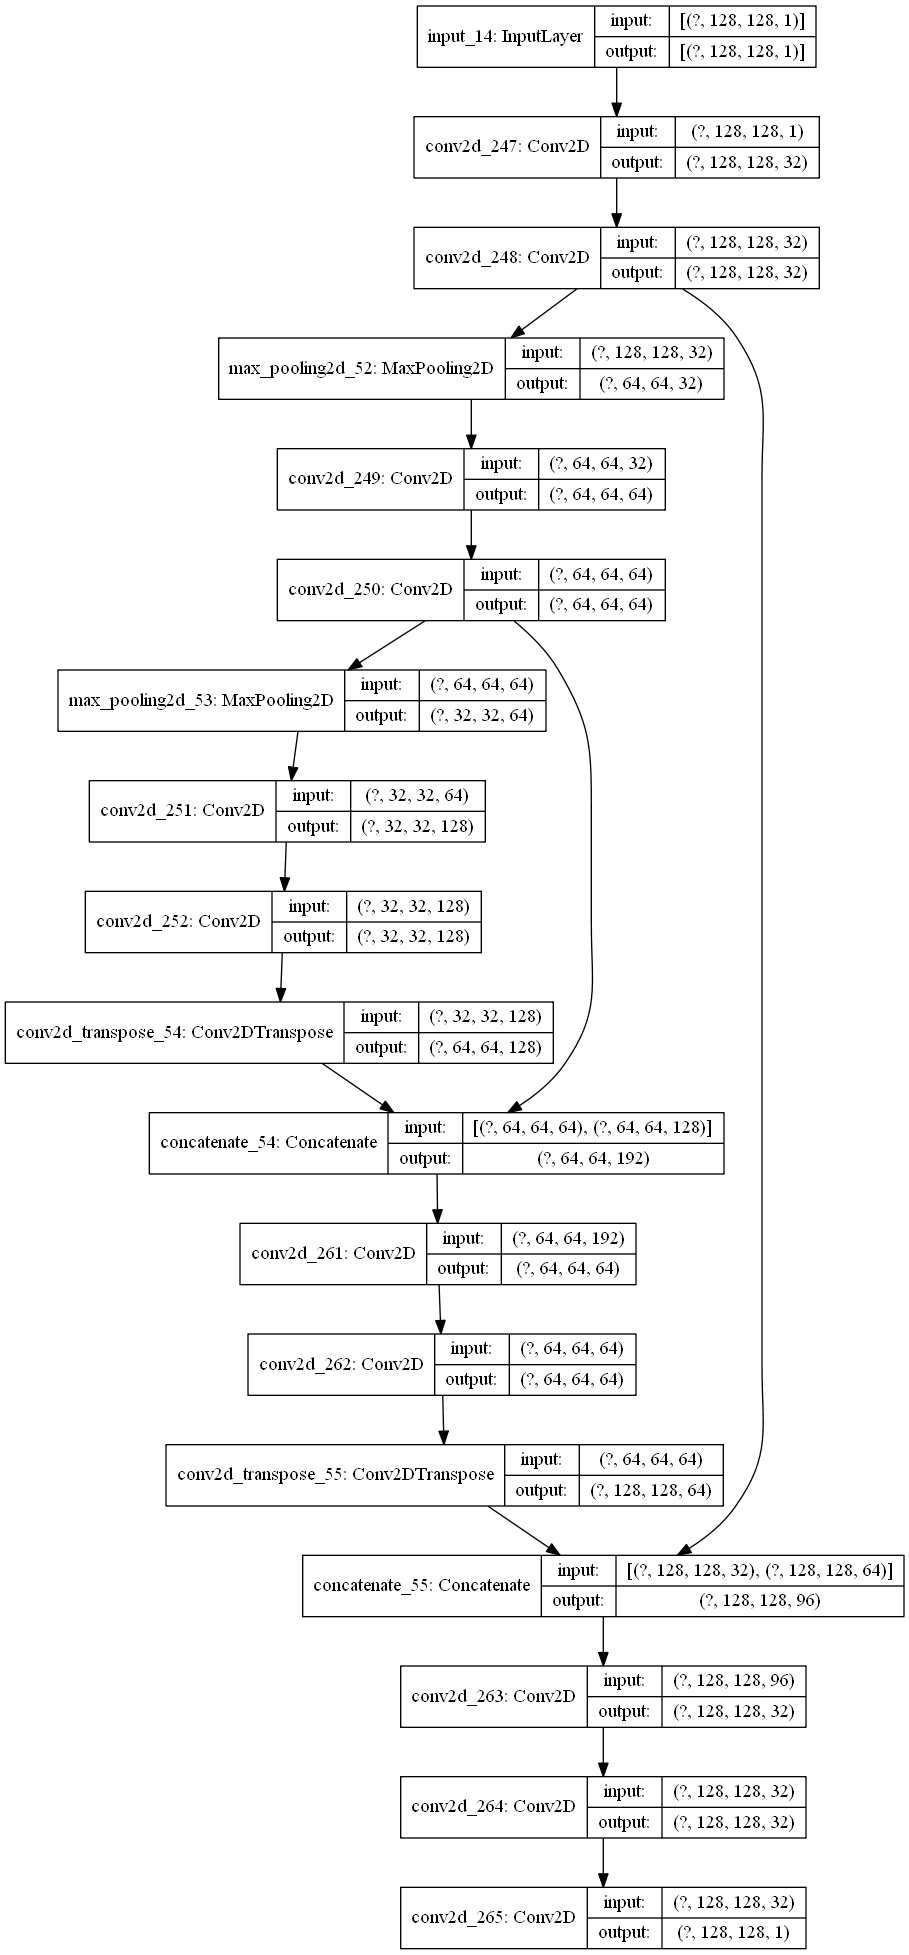 input_14: InputLayer
input: [(?, 128, 128, 1)]
output: [(?, 128, 128, 1)]
conv2d_247: Conv2D
input: (?, 128, 128, 1)
output: (?, 128, 128, 32)
conv2d_248: Conv2D
input: (?, 128, 128, 32)
output: (?, 128, 128, 32)
max_pooling2d_52: MaxPooling2D
input: (?, 128, 128, 32)
output: (?, 64, 64, 32)
conv2d_249: Conv2D
input: (?, 64, 64, 32)
output: (?, 64, 64, 64)
conv2d_250: Conv2D
input: (?, 64, 64, 64)
output: (?, 64, 64, 64)
max_pooling2d_53: MaxPooling2D
input: (?, 64, 64, 64)
output: (?, 32, 32, 64)
conv2d_251: Conv2D
input: (?, 32, 32, 64)
output: (?, 32, 32, 128)
conv2d_252: Conv2D
input: (?, 32, 32, 128)
output: (?, 32, 32, 128)
conv2d_transpose_54: Conv2DTranspose
input: (?, 32, 32, 128)
output: (?, 64, 64, 128)
concatenate_54: Concatenate
input: [(?, 64, 64, 64), (?, 64, 64, 128)]
output: (?, 64, 64, 192)
conv2d_261: Conv2D
input: (?, 64, 64, 192)
output: (?, 64, 64, 64)
conv2d_262: Conv2D
input: (?, 64, 64, 64)
output: (?, 64, 64, 64)
conv2d_transpose_55: Conv2DTranspose
input: (?, 64, 64, 64)
output: (?, 128, 128, 64)
concatenate_55: Concatenate
input: [(?, 128, 128, 32), (?, 128, 128, 64)]
output: (?, 128, 128, 96)
conv2d_263: Conv2D
input: (?, 128, 128, 96)
output: (?, 128, 128, 32)
conv2d_264: Conv2D
input: (?, 128, 128, 32)
output: (?, 128, 128, 32)
conv2d_265: Conv2D
input: (?, 128, 128, 32)
output: (?, 128, 128, 1)